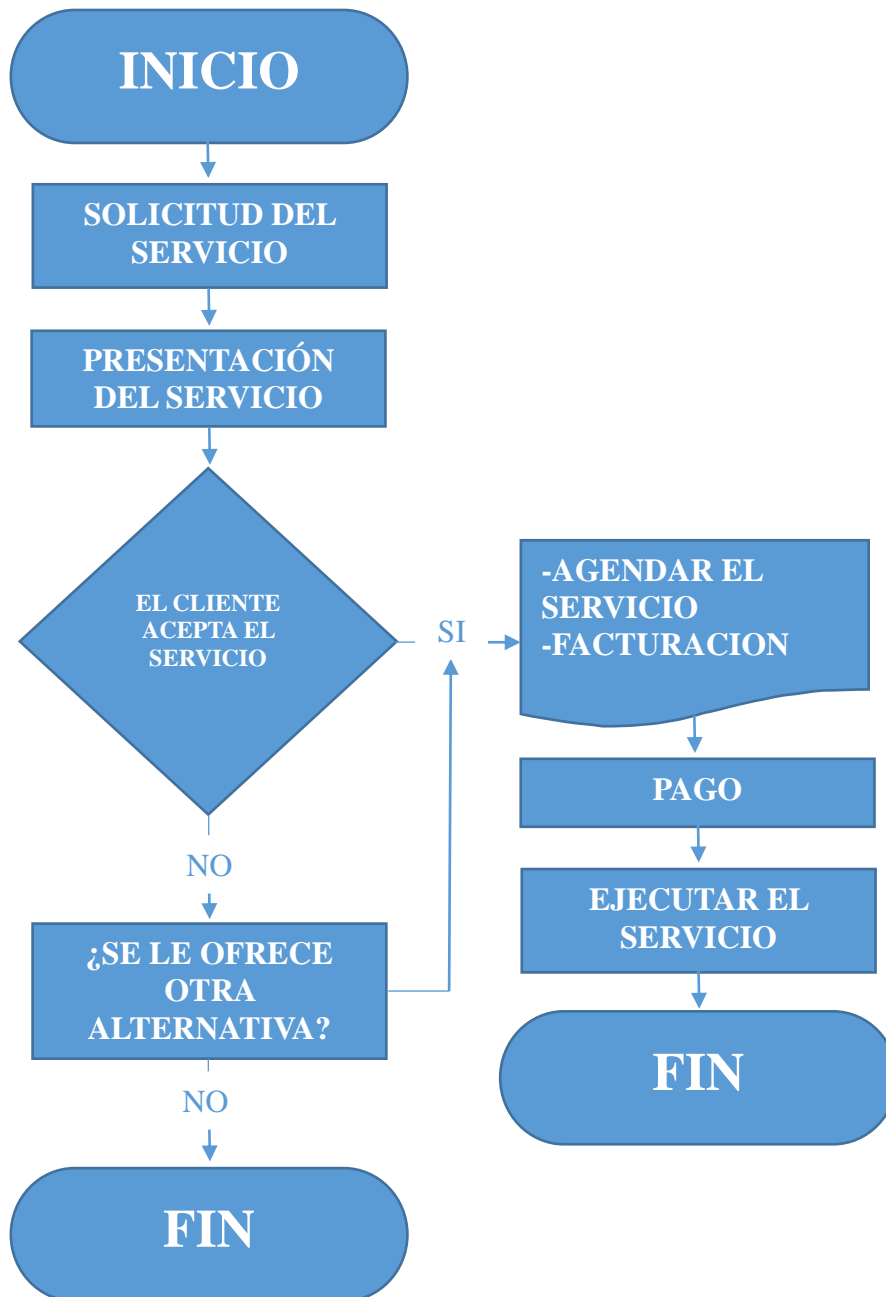 INICIO
SOLICITUD DEL
SERVICIO
PRESENTACIÓN
DEL SERVICIO
EL CLIENTE
ACEPTA EL
SERVICIO
SI
-AGENDAR EL
SERVICIO
-FACTURACION
PAGO
EJECUTAR EL
SERVICIO
FIN
NO
¿SE LE OFRECE
OTRA
ALTERNATIVA?
NO
FIN